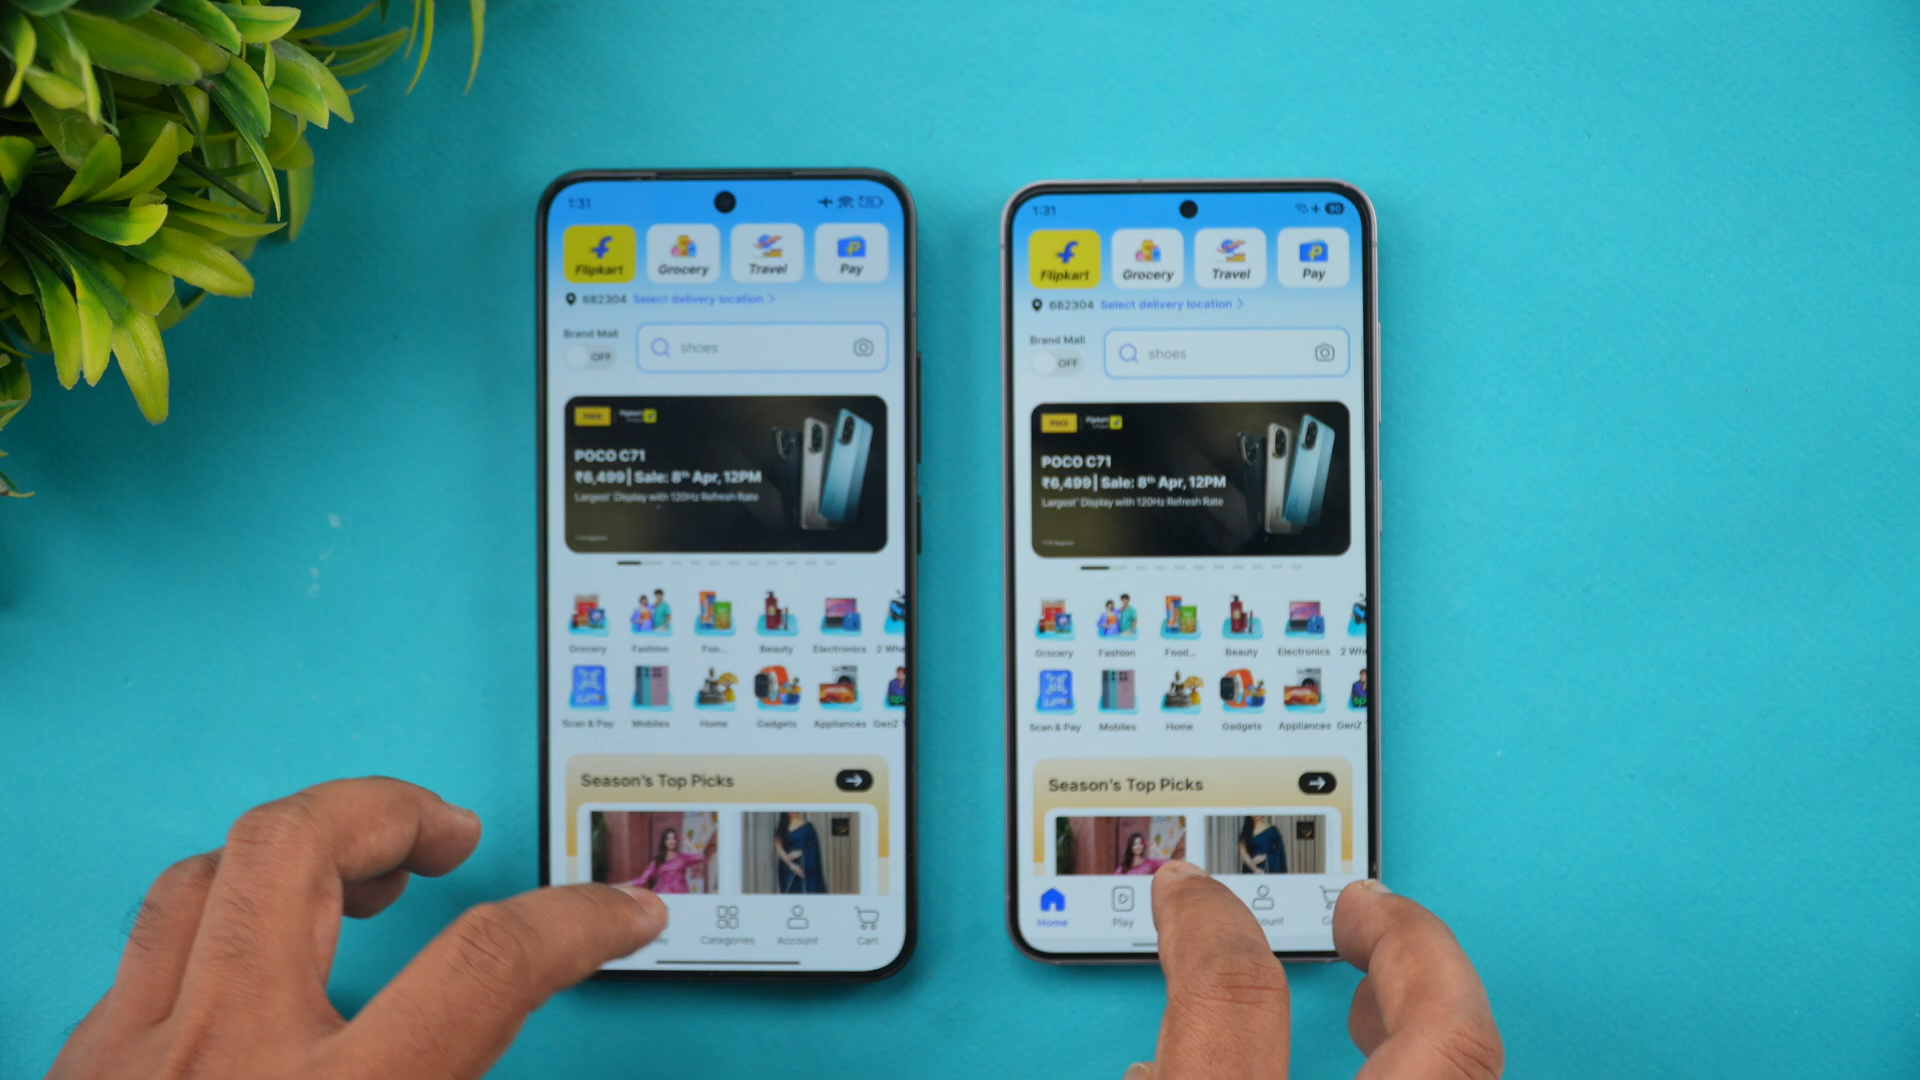 1:31
Flipkart Grocery Travel Pay
682304 Select delivery location
Brand Mall
OFF
shoes
POCO
Flipkart
POCO C71
₹6,499 | Sale: 8th Apr, 12PM
Largest* Display with 120Hz Refresh Rate
Grocery Fashion Foo... Beauty Electronics 2 Whe
Scan & Pay Mobiles Home Gadgets Appliances GenZ
Season's Top Picks
Categories Account Cart
1:31 90
Flipkart Grocery Travel Pay
682304 Select delivery location
Brand Mall
OFF
shoes
Flipkart
POCO C71
₹6,499 | Sale: 8th Apr, 12PM
Largest* Display with 120Hz Refresh Rate
Grocery Fashion Food... Beauty Electronics 2 Whe
Scan & Pay Mobiles Home Gadgets Appliances GenZ
Season's Top Picks
Home Play ount C